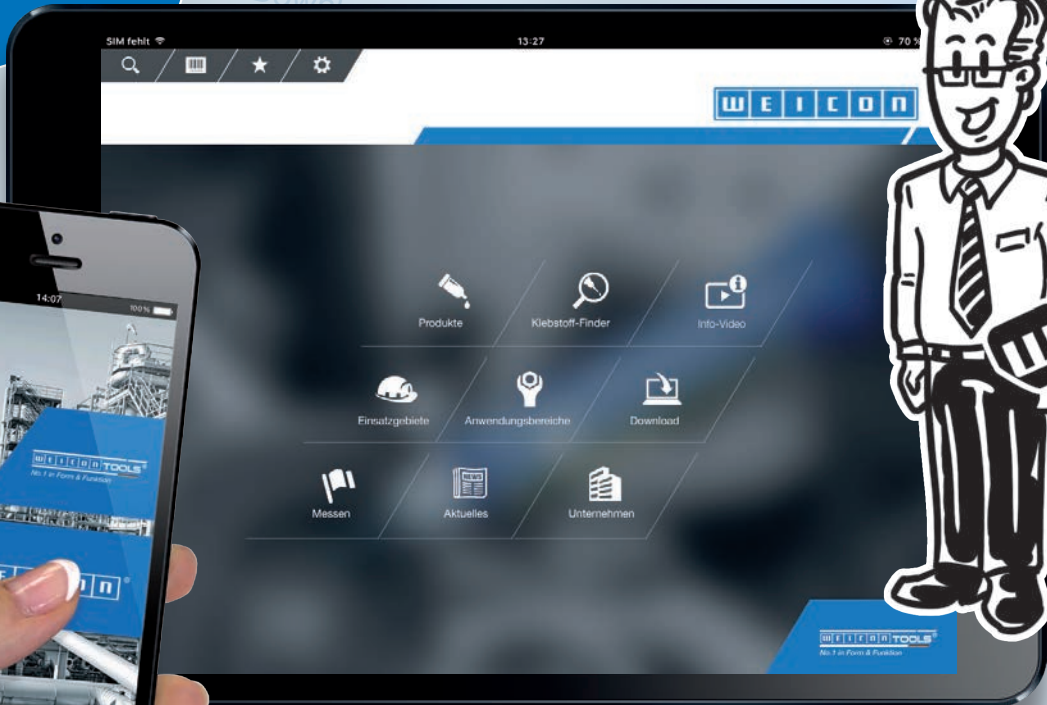 SIM fehlt 13:27 70 %
WEICON
Produkte Klebstoff-Finder Info-Video
Einsatzgebiete Anwendungsbereiche Download
NEWS
Messen Aktuelles Unternehmen
WEICON TOOLS®
No.1 in Form & Funktion
14:07 100%
WEICON TOOLS®
No.1 in Form & Funktion